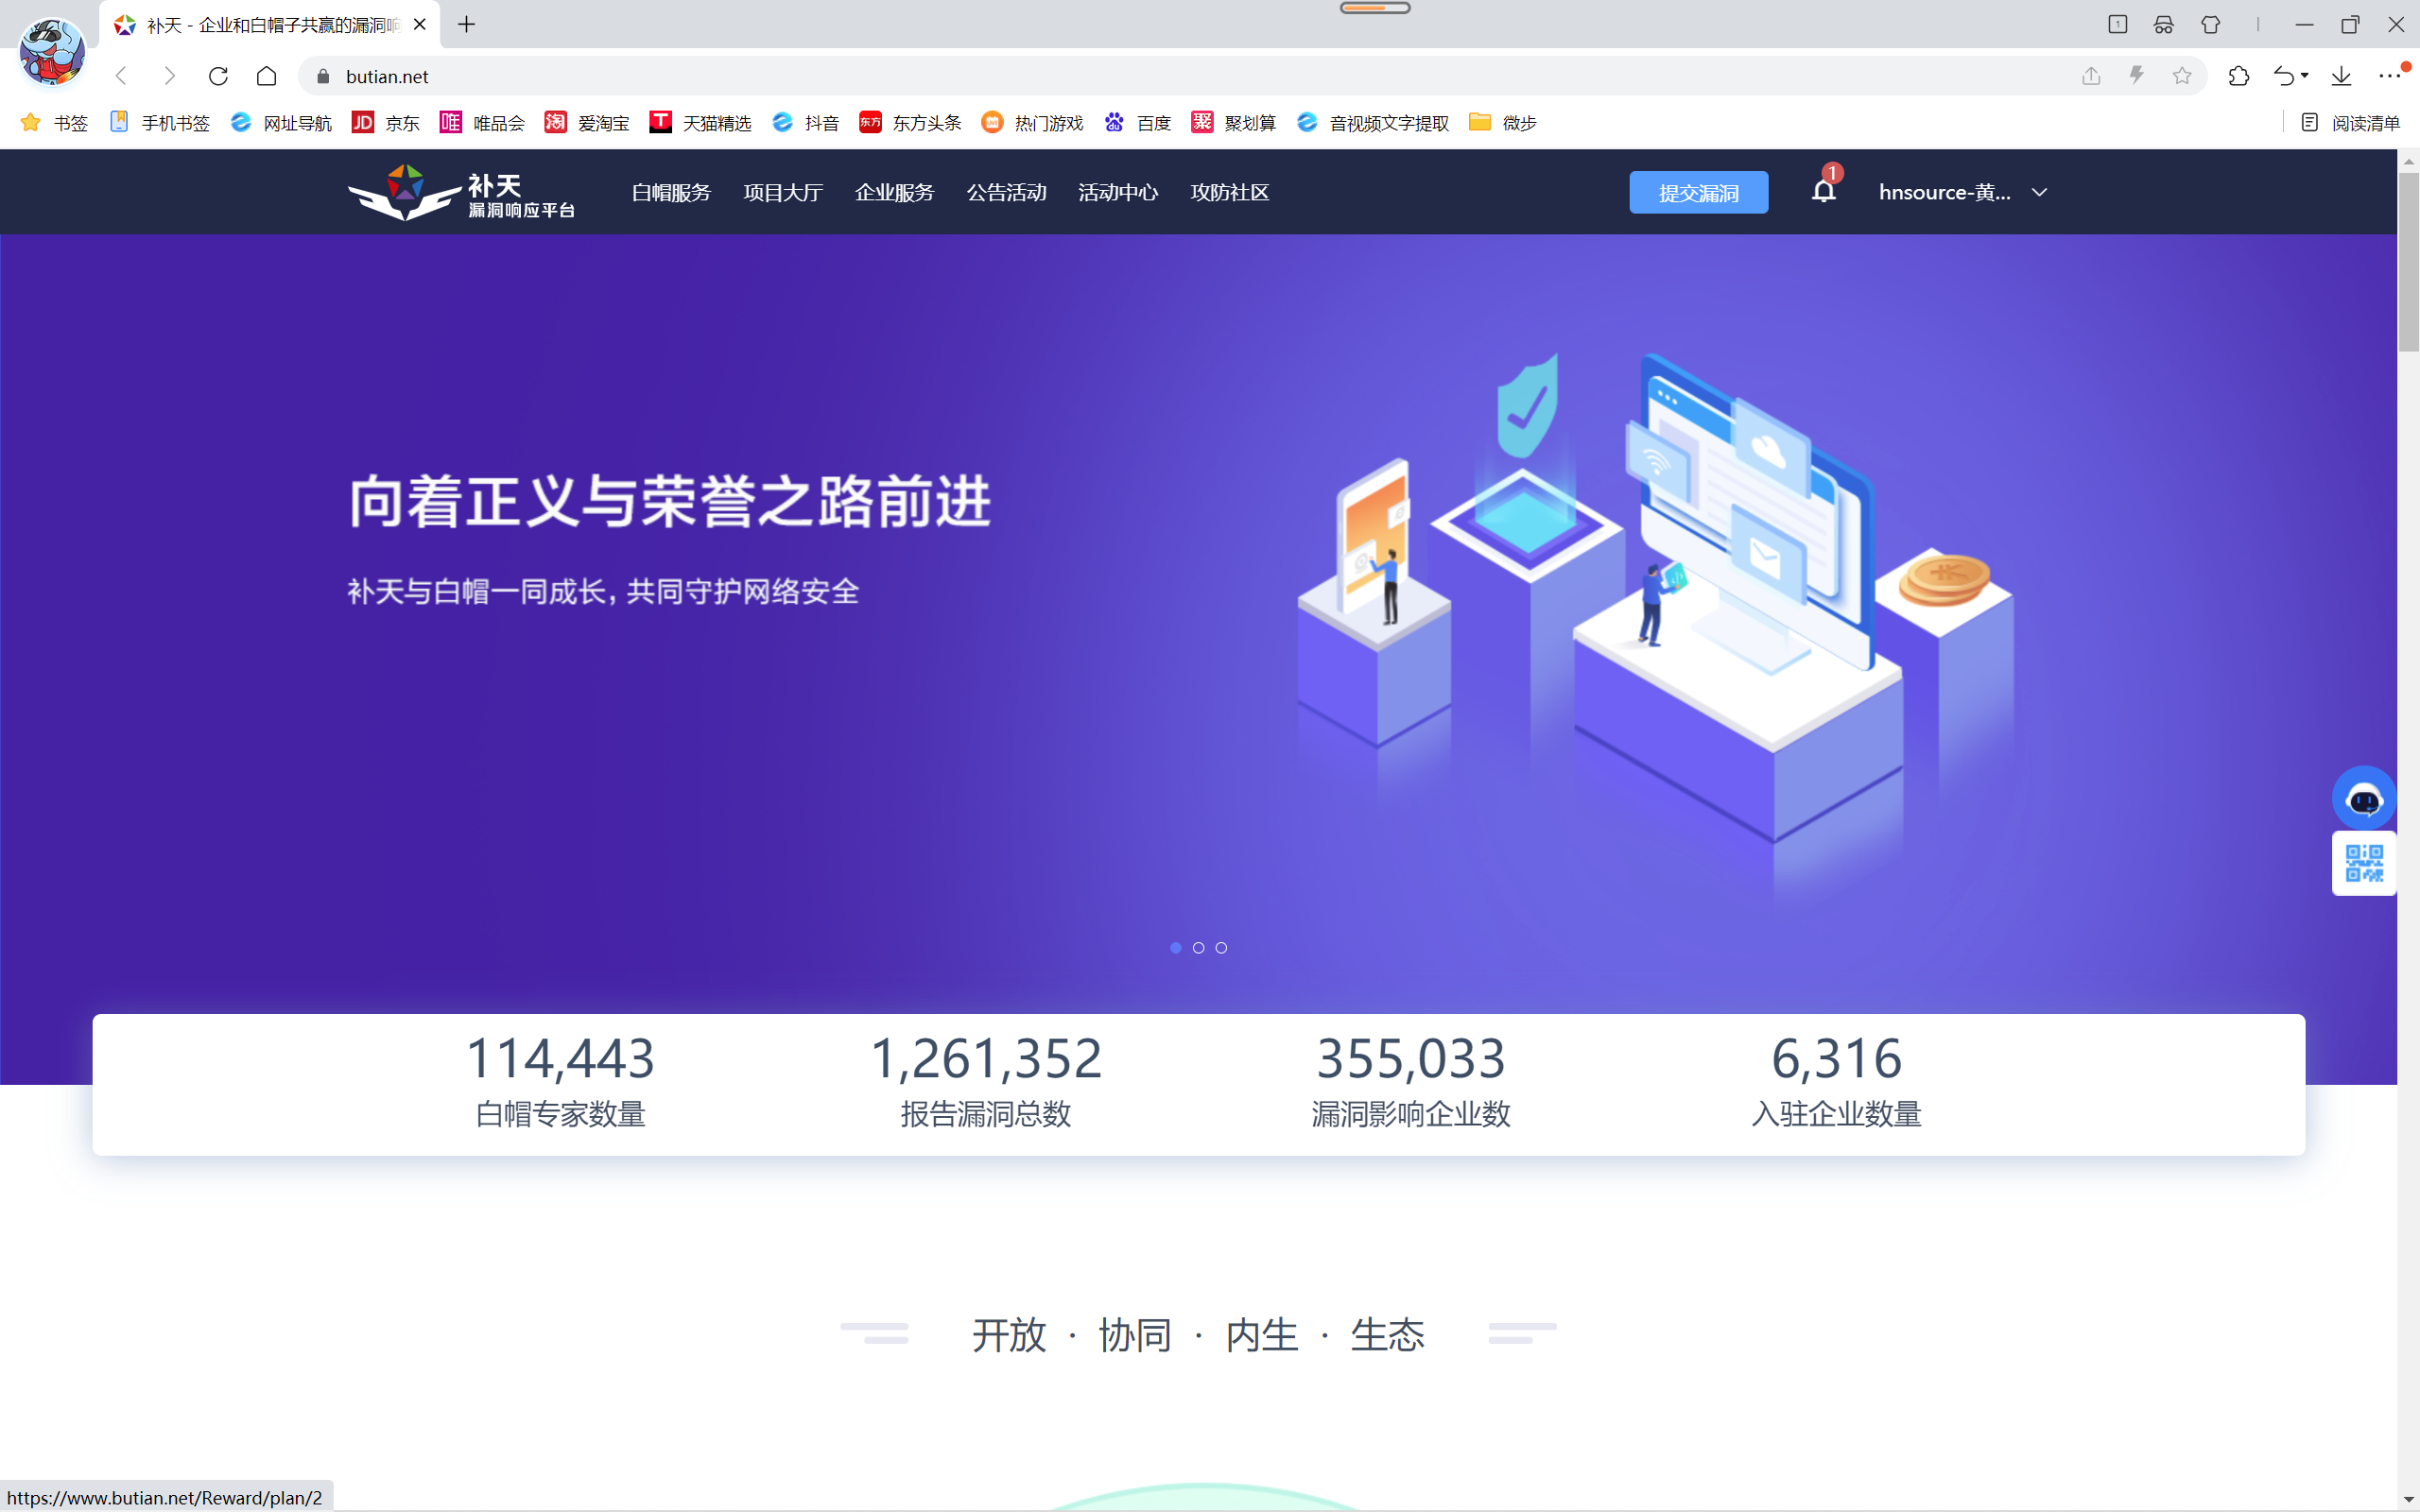 补天 - 企业和白帽子共赢的漏洞响
butian.net
书签 手机书签 网址导航 JD 京东 唯 唯品会 淘 爱淘宝 T 天猫精选 抖音 东方 东方头条 热门游戏 du 百度 聚 聚划算 音视频文字提取 微步 阅读清单
补天
漏洞响应平台
白帽服务 项目大厅 企业服务 公告活动 活动中心 攻防社区 提交漏洞 1 hnsource-黄...
向着正义与荣誉之路前进
补天与白帽一同成长, 共同守护网络安全
114,443 1,261,352 355,033 6,316
白帽专家数量 报告漏洞总数 漏洞影响企业数 入驻企业数量
开放 · 协同 · 内生 · 生态
https://www.butian.net/Reward/plan/2